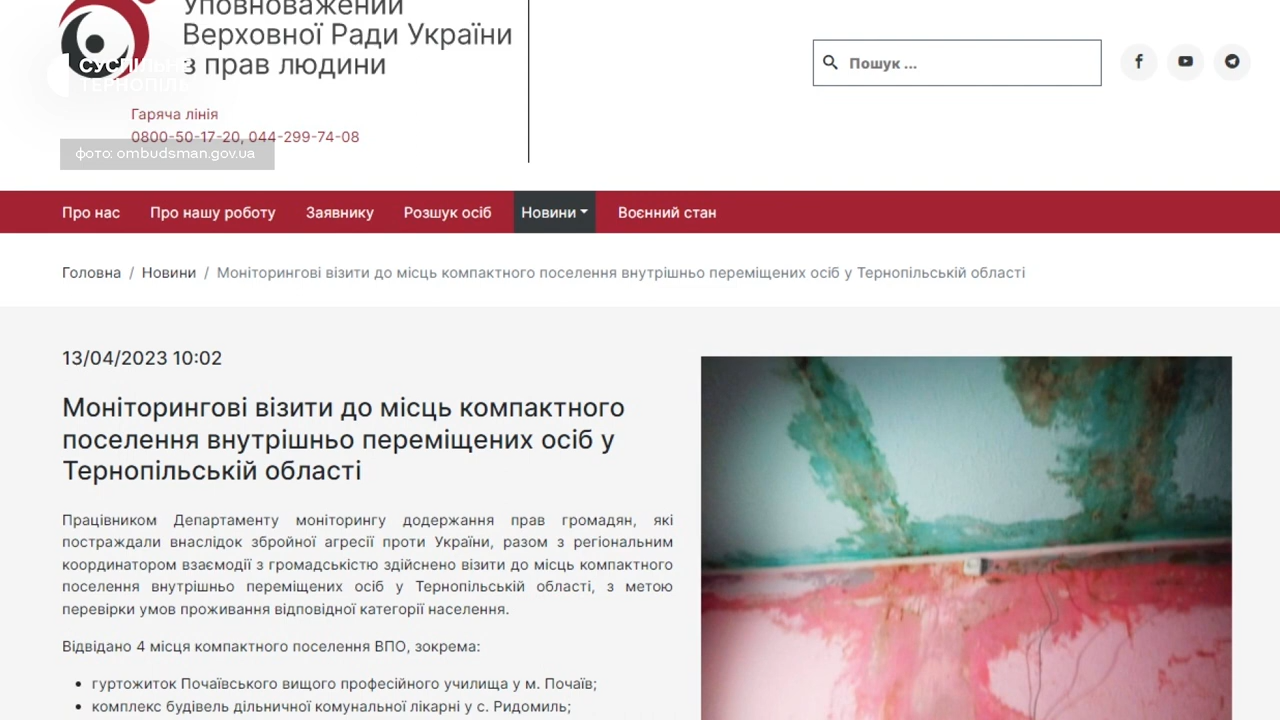 Уповноважений
Верховної Ради України
з прав людини
СУСПІЛЬНЕ
ТЕРНОПІЛЬ
Гаряча лінія
0800-50-17-20, 044-299-74-08
фото: ombudsman.gov.ua
Пошук ...
Про нас Про нашу роботу Заявнику Розшук осіб Новини Воєнний стан
Головна / Новини / Моніторингові візити до місць компактного поселення внутрішньо переміщених осіб у Тернопільській області
13/04/2023 10:02
Моніторингові візити до місць компактного
поселення внутрішньо переміщених осіб у
Тернопільській області
Працівником Департаменту моніторингу додержання прав громадян, які
постраждали внаслідок збройної агресії проти України, разом з регіональним
координатором взаємодії з громадськістю здійснено візити до місць компактного
поселення внутрішньо переміщених осіб у Тернопільській області, з метою
перевірки умов проживання відповідної категорії населення.
Відвідано 4 місця компактного поселення ВПО, зокрема:
• гуртожиток Почаївського вищого професійного училища у м. Почаїв;
• комплекс будівель дільничної комунальної лікарні у с. Ридомиль;